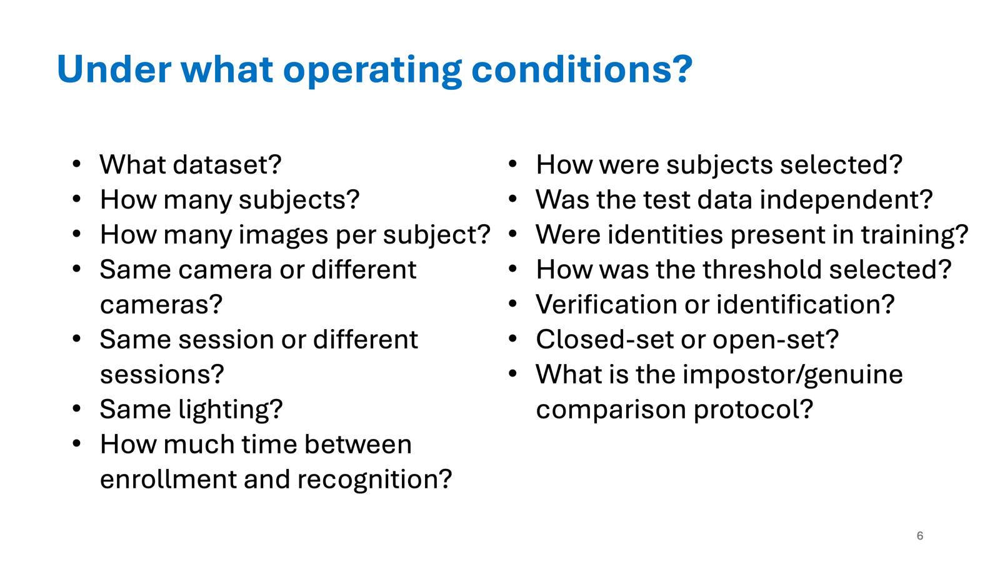 Under what operating conditions?
• What dataset?
• How many subjects?
• How many images per subject?
• Same camera or different
cameras?
• Same session or different
sessions?
• Same lighting?
• How much time between
enrollment and recognition?
• How were subjects selected?
• Was the test data independent?
• Were identities present in training?
• How was the threshold selected?
• Verification or identification?
• Closed-set or open-set?
• What is the impostor/genuine
comparison protocol?
6